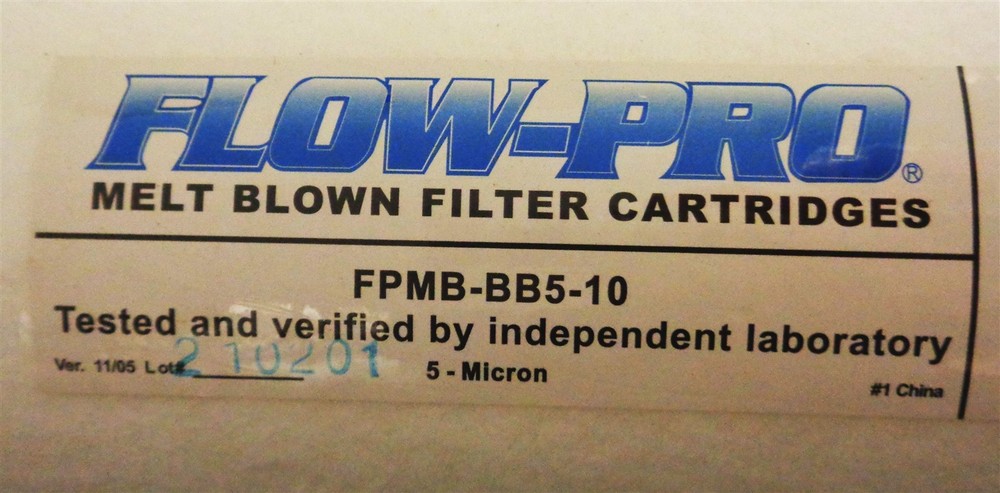 FLOW-PRO®
MELT BLOWN FILTER CARTRIDGES
FPMB-BB5-10
Tested and verified by independent laboratory
Ver. 11/05 Lot# 210201 5 - Micron
#1 China